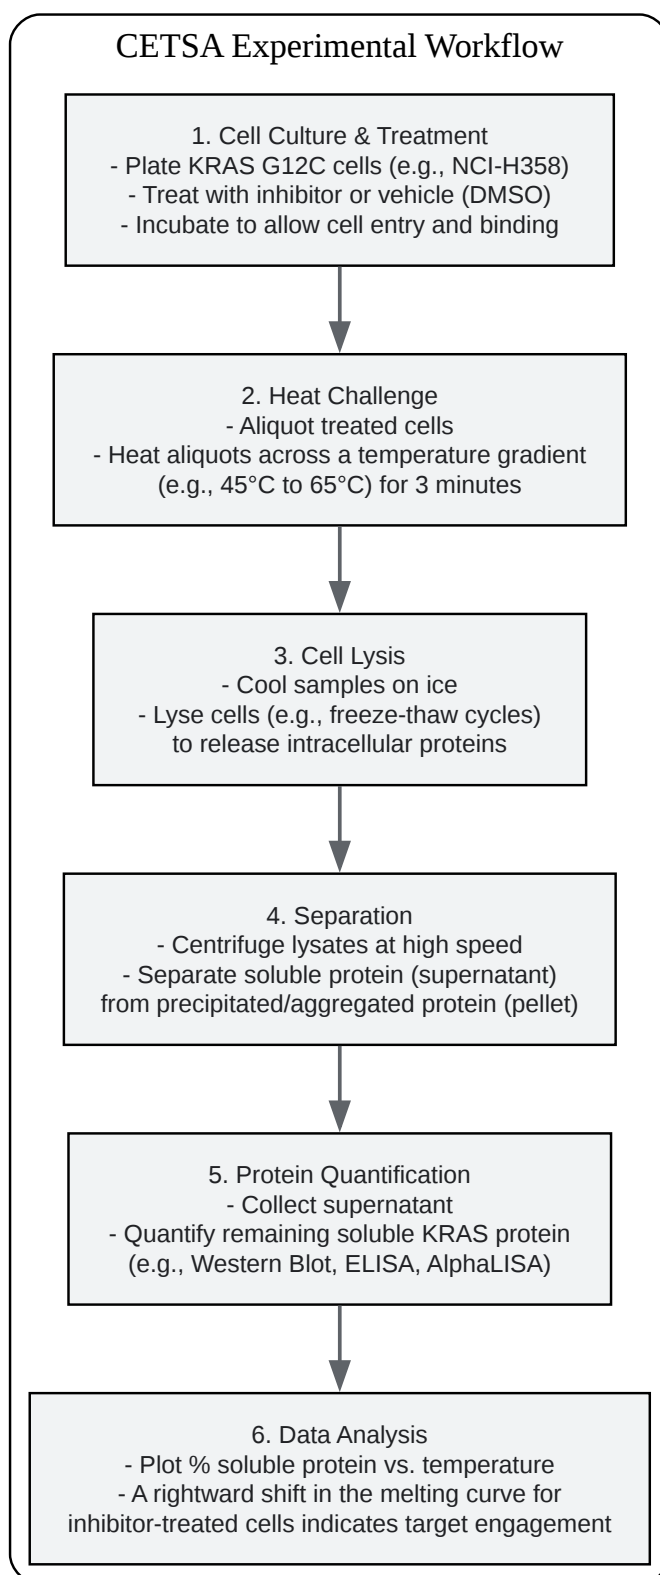 CETSA Experimental Workflow
1. Cell Culture & Treatment
- Plate KRAS G12C cells (e.g., NCI-H358)
- Treat with inhibitor or vehicle (DMSO)
- Incubate to allow cell entry and binding
2. Heat Challenge
- Aliquot treated cells
- Heat aliquots across a temperature gradient
(e.g., 45°C to 65°C) for 3 minutes
3. Cell Lysis
- Cool samples on ice
- Lyse cells (e.g., freeze-thaw cycles)
to release intracellular proteins
4. Separation
- Centrifuge lysates at high speed
- Separate soluble protein (supernatant)
from precipitated/aggregated protein (pellet)
5. Protein Quantification
- Collect supernatant
- Quantify remaining soluble KRAS protein
(e.g., Western Blot, ELISA, AlphaLISA)
6. Data Analysis
- Plot % soluble protein vs. temperature
- A rightward shift in the melting curve for
inhibitor-treated cells indicates target engagement